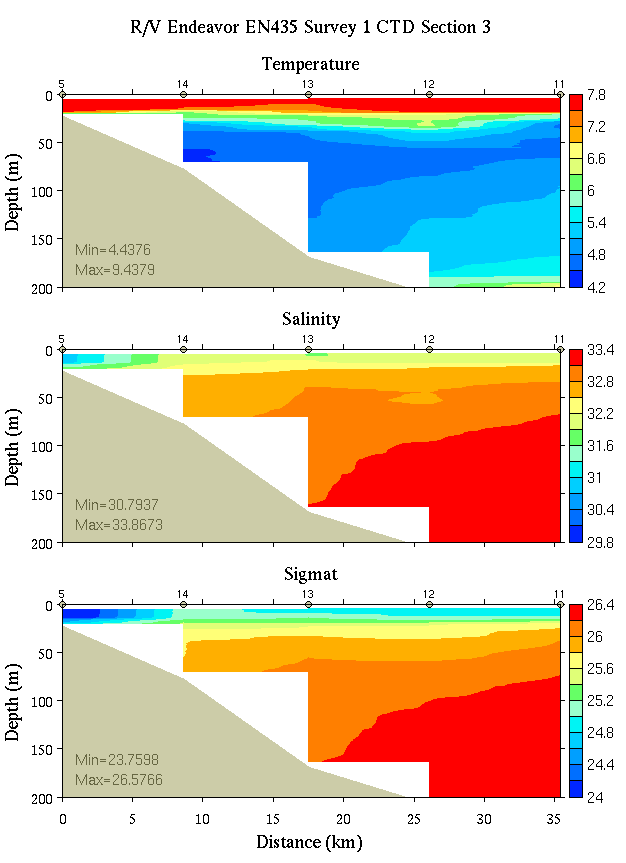 R/V Endeavor EN435 Survey 1 CTD Section 3
Temperature
5 14 13 12 11
0
50
100
150
200
Depth (m)
Min=4.4376
Max=9.4379
7.8
7.2
6.6
6
5.4
4.8
4.2
Salinity
5 14 13 12 11
0
50
100
150
200
Depth (m)
Min=30.7937
Max=33.8673
33.4
32.8
32.2
31.6
31
30.4
29.8
Sigmat
5 14 13 12 11
0
50
100
150
200
Depth (m)
Min=23.7598
Max=26.5766
26.4
26
25.6
25.2
24.8
24.4
24
0 5 10 15 20 25 30 35
Distance (km)